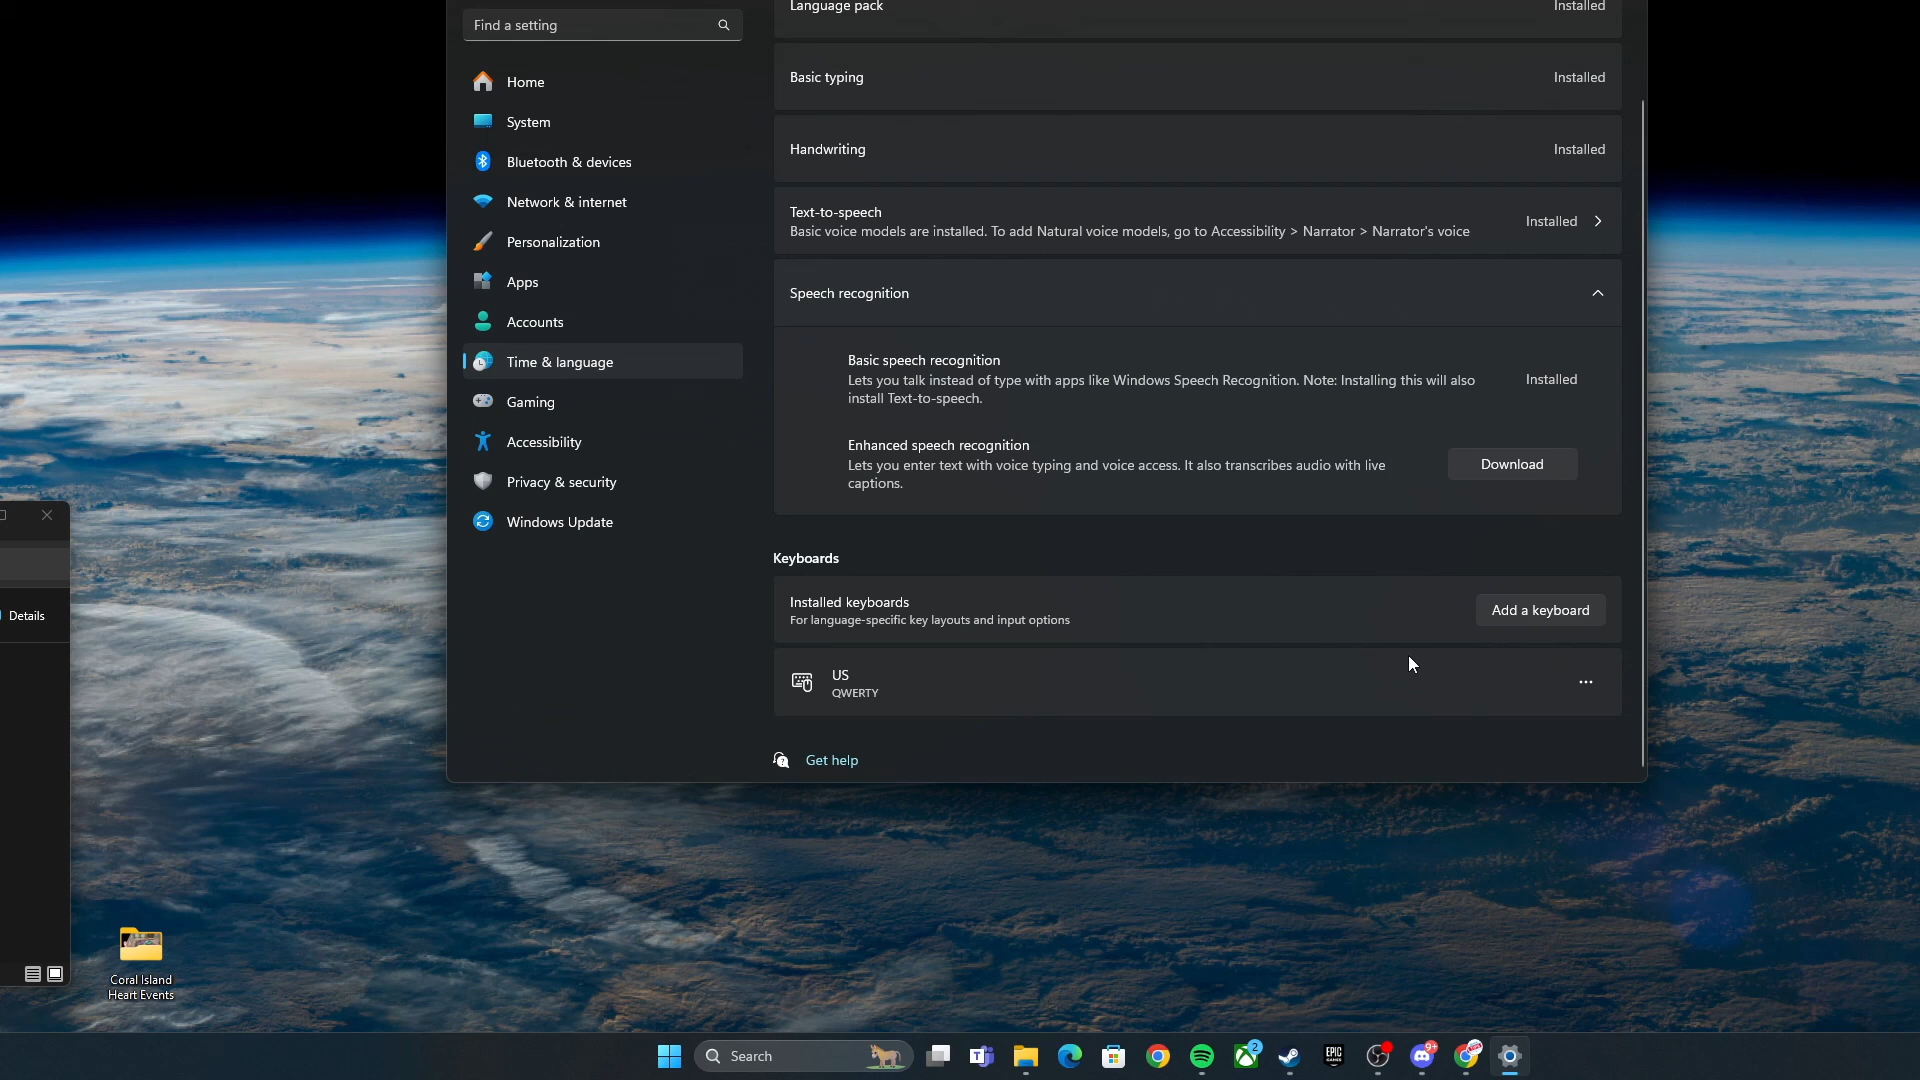 Find a setting
Home
System
Bluetooth & devices
Network & internet
Personalization
Apps
Accounts
Time & language
Gaming
Accessibility
Privacy & security
Windows Update
Language pack
Installed
Basic typing
Installed
Handwriting
Installed
Text-to-speech
Basic voice models are installed. To add Natural voice models, go to Accessibility > Narrator > Narrator's voice
Installed
Speech recognition
Basic speech recognition
Lets you talk instead of type with apps like Windows Speech Recognition. Note: Installing this will also
install Text-to-speech.
Installed
Enhanced speech recognition
Lets you enter text with voice typing and voice access. It also transcribes audio with live
captions.
Download
Keyboards
Installed keyboards
For language-specific key layouts and input options
Add a keyboard
US
QWERTY
Get help
Details
Coral Island
Heart Events
Search
2
EPIC
GAMES
9+